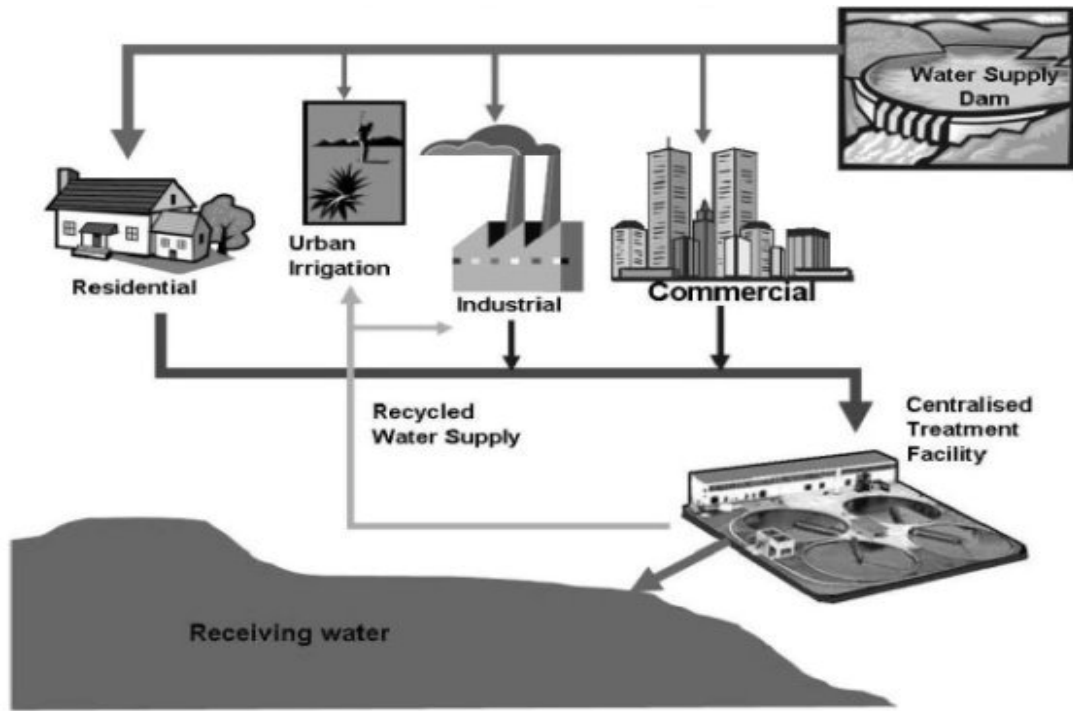 Water Supply
Dam
Residential
Urban
Irrigation
Industrial
Commercial
Recycled
Water Supply
Centralised
Treatment
Facility
Receiving water